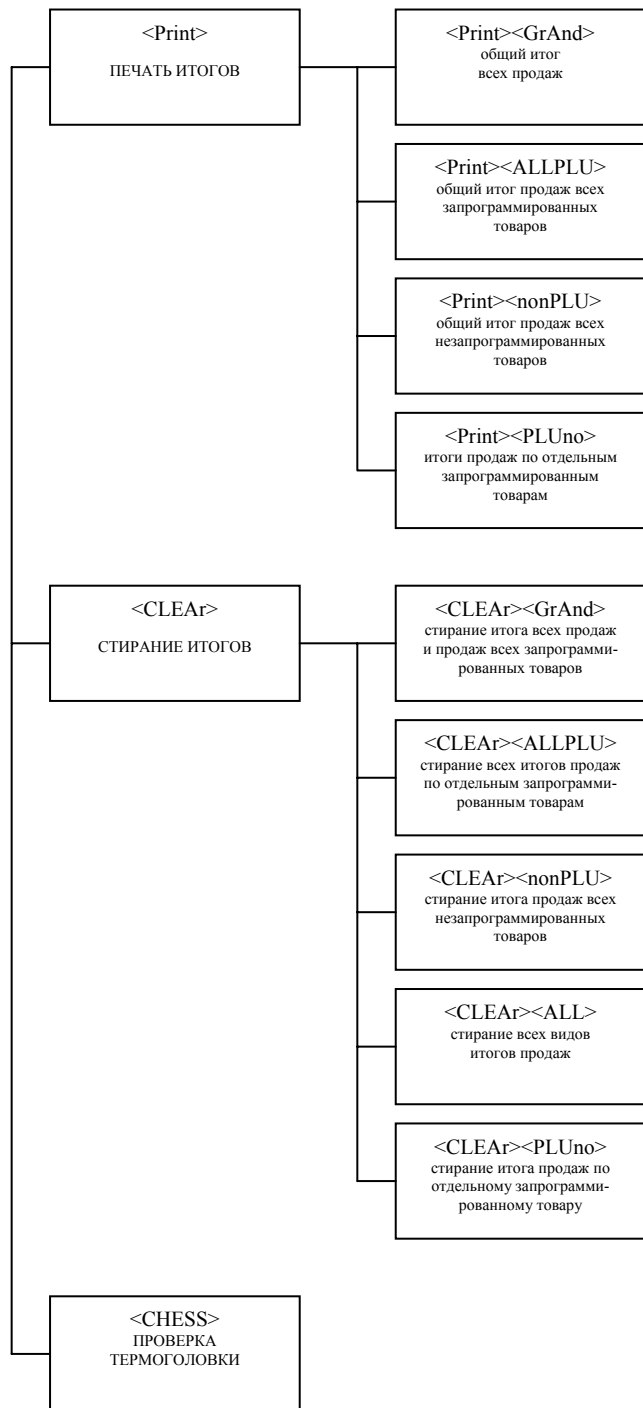 <Print>
ПЕЧАТЬ ИТОГОВ
<Print><GrAnd>
общий итог
всех продаж
<Print><ALLPLU>
общий итог продаж всех
запрограммированных
товаров
<Print><nonPLU>
общий итог продаж всех
незапрограммированных
товаров
<Print><PLUno>
итоги продаж по отдельным
запрограммированным
товарам
<CLEAr>
СТИРАНИЕ ИТОГОВ
<CLEAr><GrAnd>
стирание итога всех продаж
и продаж всех запрограмми-
рованных товаров
<CLEAr><ALLPLU>
стирание всех итогов продаж
по отдельным запрограмми-
рованным товарам
<CLEAr><nonPLU>
стирание итога продаж всех
незапрограммированных
товаров
<CLEAr><ALL>
стирание всех видов
итогов продаж
<CLEAr><PLUno>
стирание итога продаж по
отдельному запрограмми-
рованному товару
<CHESS>
ПРОВЕРКА
ТЕРМОГОЛОВКИ